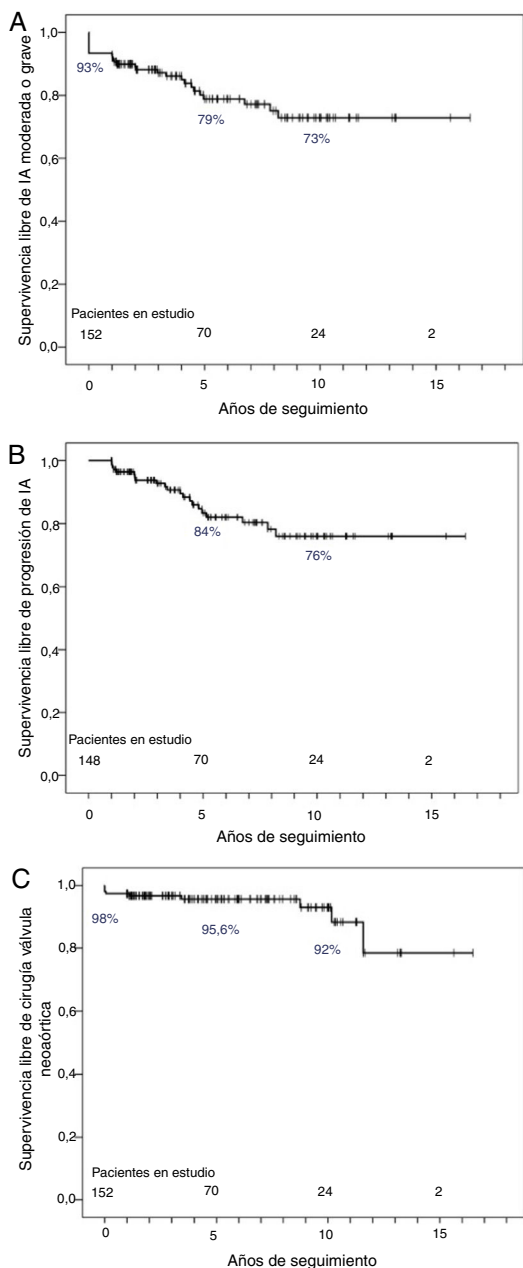 A
Supervivencia libre de IA moderada o grave
1,0
0,8
0,6
0,4
0,2
0,0
93%
79%
73%
Pacientes en estudio
152 70 24 2
0 5 10 15
Años de seguimiento
B
Supervivencia libre de progresión de IA
1,0
0,8
0,6
0,4
0,2
0,0
84%
76%
Pacientes en estudio
148 70 24 2
0 5 10 15
Años de seguimiento
C
Supervivencia libre de cirugía válvula
neoaórtica
1,0
0,8
0,6
0,4
0,2
0,0
98%
95,6%
92%
Pacientes en estudio
152 70 24 2
0 5 10 15
Años de seguimiento